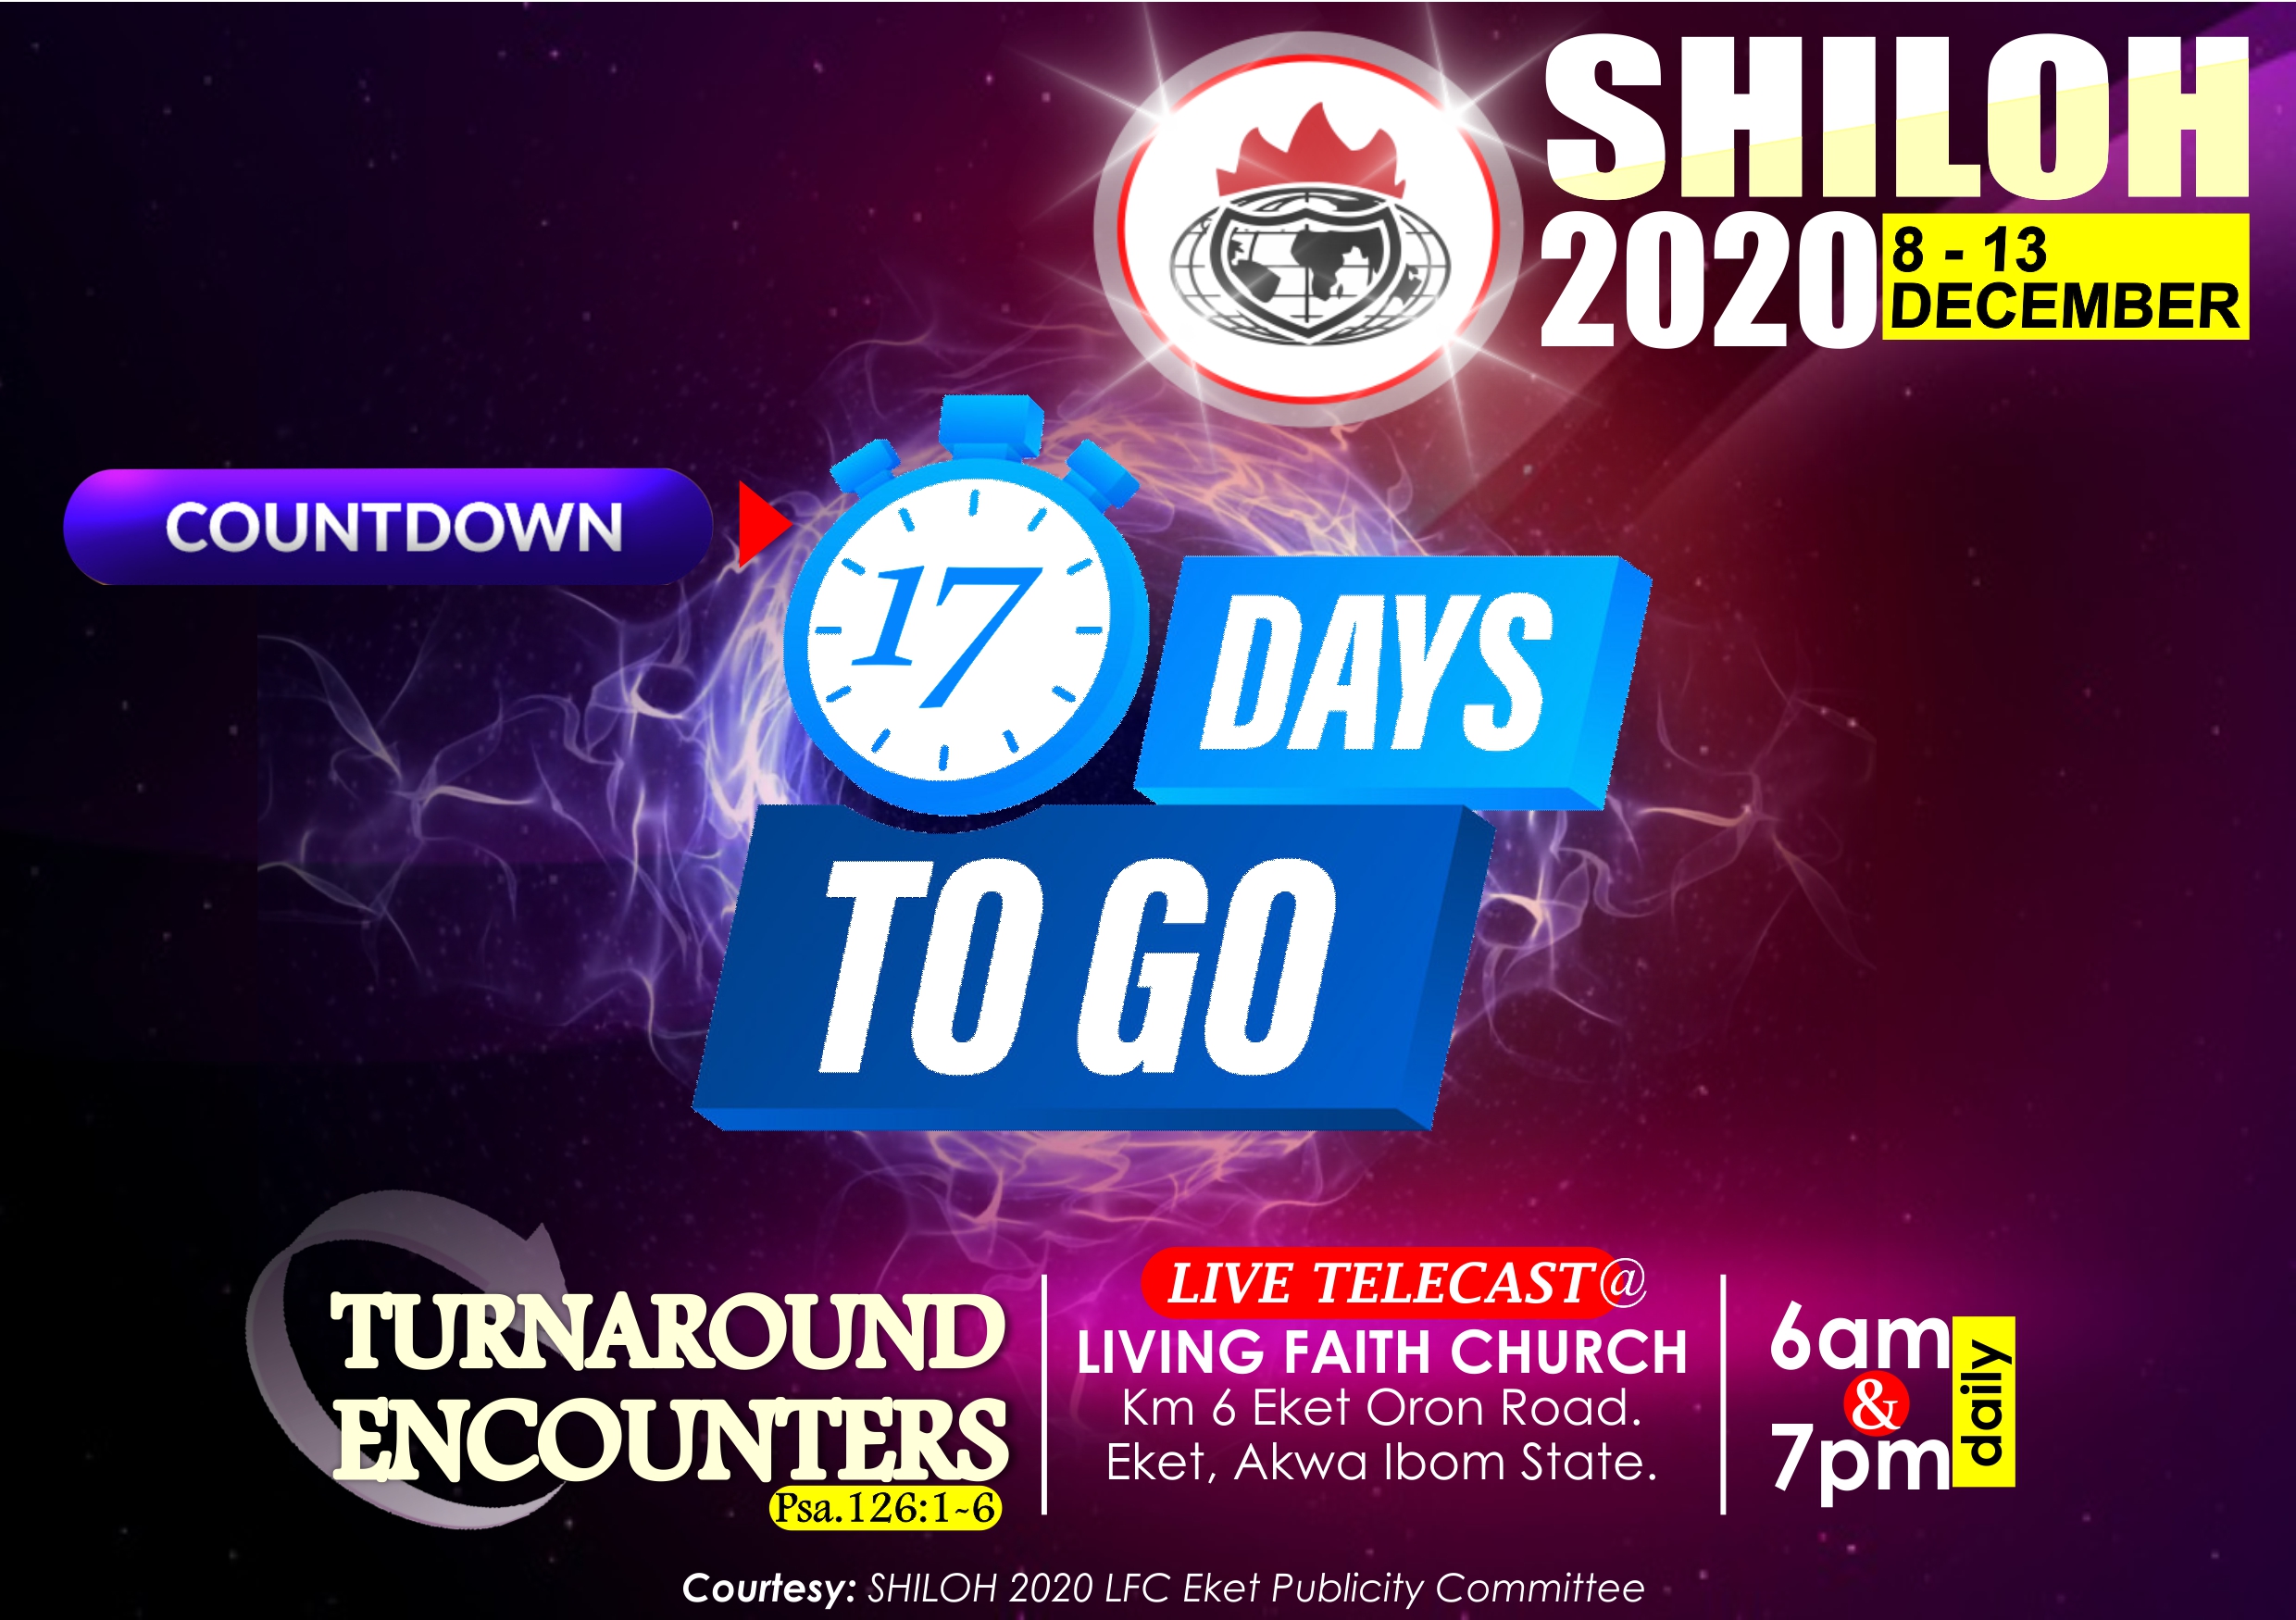 SHILOH
2020
8 - 13
DECEMBER
COUNTDOWN
17
DAYS
TO GO
TURNAROUND
ENCOUNTERS
Psa.126:1~6
LIVE TELECAST@
LIVING FAITH CHURCH
Km 6 Eket Oron Road.
Eket, Akwa Ibom State.
6am
&
7pm
daily
Courtesy: SHILOH 2020 LFC Eket Publicity Committee